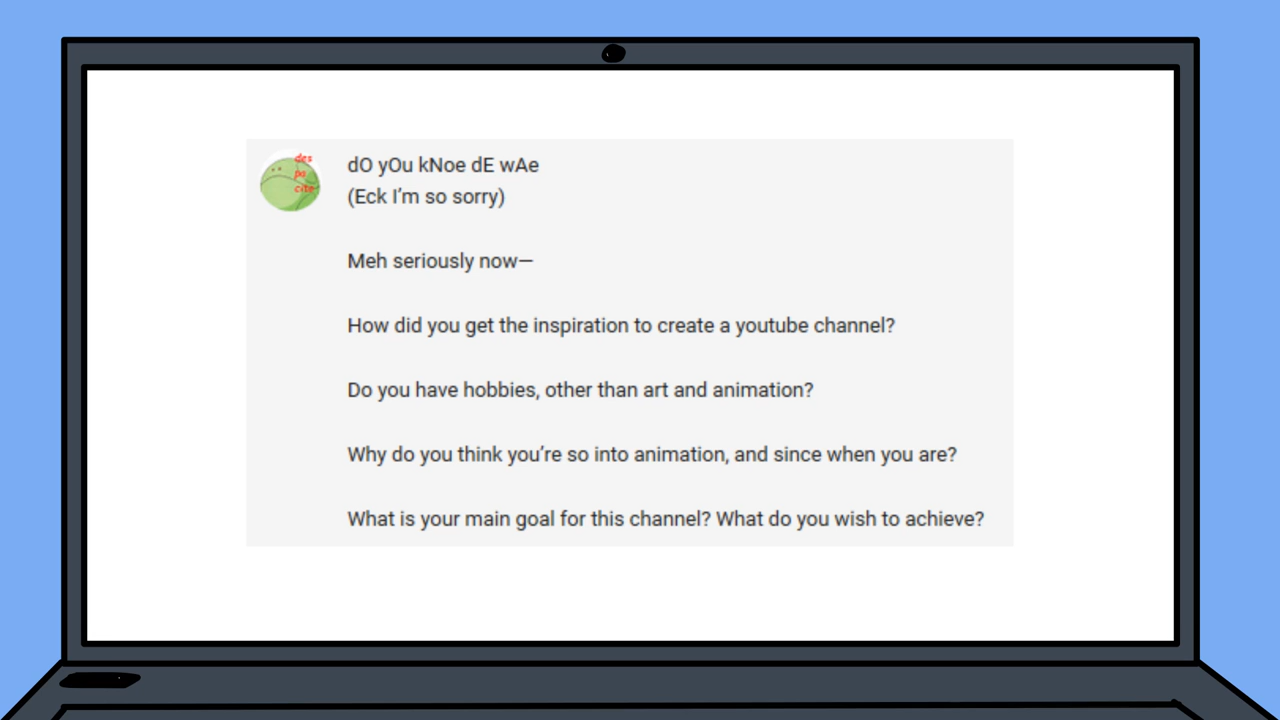 des
pa
cito
dO yOu kNoe dE wAe
(Eck I’m so sorry)
Meh seriously now—
How did you get the inspiration to create a youtube channel?
Do you have hobbies, other than art and animation?
Why do you think you’re so into animation, and since when you are?
What is your main goal for this channel? What do you wish to achieve?